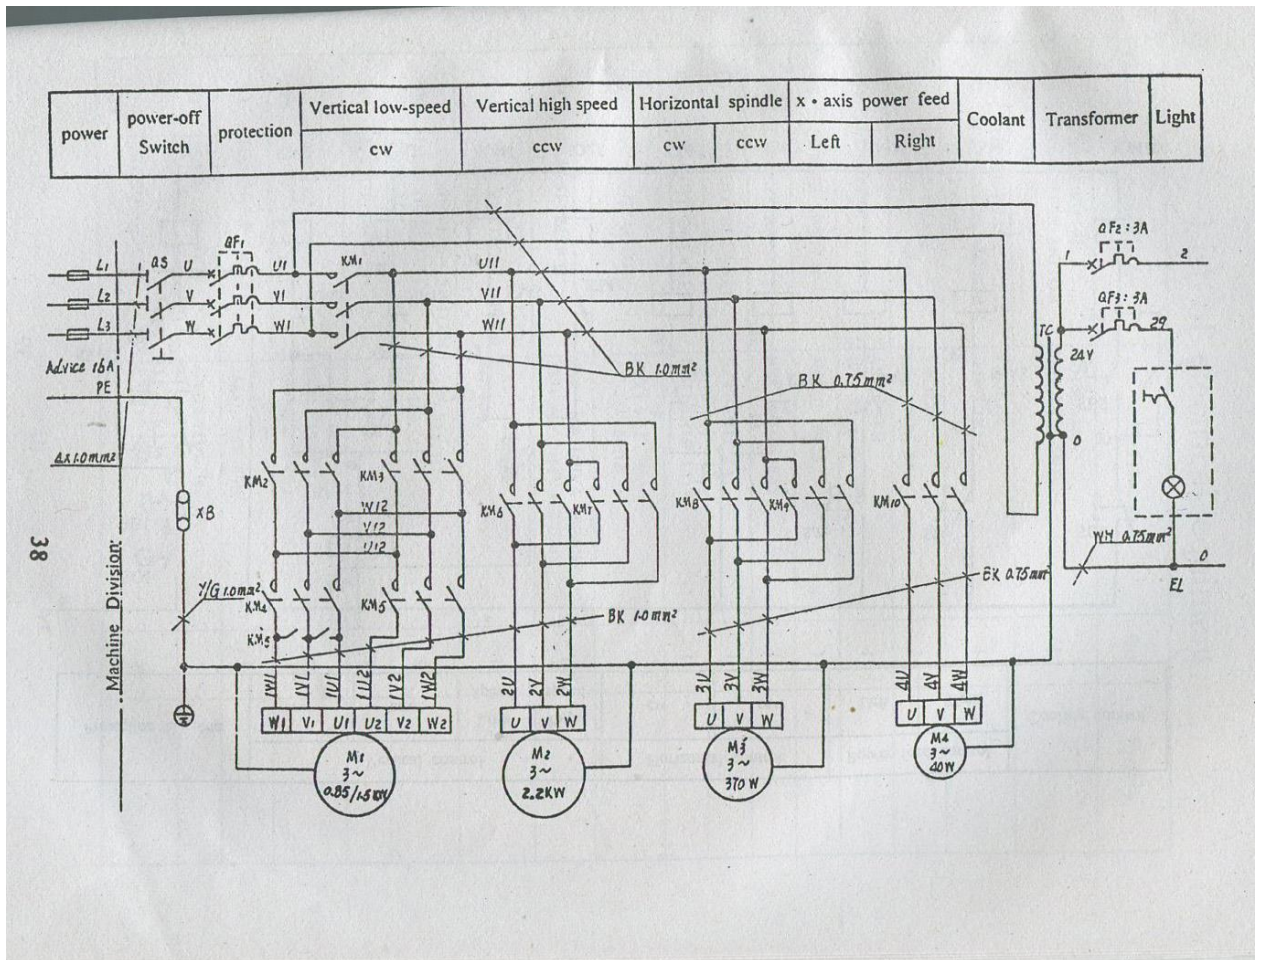 power
power-off
Switch
protection
Vertical low-speed
cw
Vertical high speed
ccw
Horizontal spindle
cw
ccw
x • axis power feed
Left
Right
Coolant
Transformer
Light
L1
QS
U
QF1
U1
KM1
U11
L2
V
V1
V11
L3
W
W1
W11
1
QF2:3A
2
QF3:3A
29
TC
24V
0
Advice 16A
PE
BK 1.0mm²
BK 0.75mm²
4x1.0mm²
KM2
KM3
KM6
KM7
KM8
KM9
KM10
XB
W12
V12
U12
WH 0.75mm²
0
EL
38
Machine Division:
Y/G 1.0mm²
KM4
KM5
KM5
BK 1.0mm²
BK 0.75mm²
1W1
1V1
1U1
1U2
1V2
1W2
2U
2V
2W
3U
3V
3W
4U
4V
4W
W1 V1 U1 U2 V2 W2
U V W
U V W
U V W
M1
3~
0.85/1.5KW
M2
3~
2.2KW
M3
3~
370W
M4
3~
40W